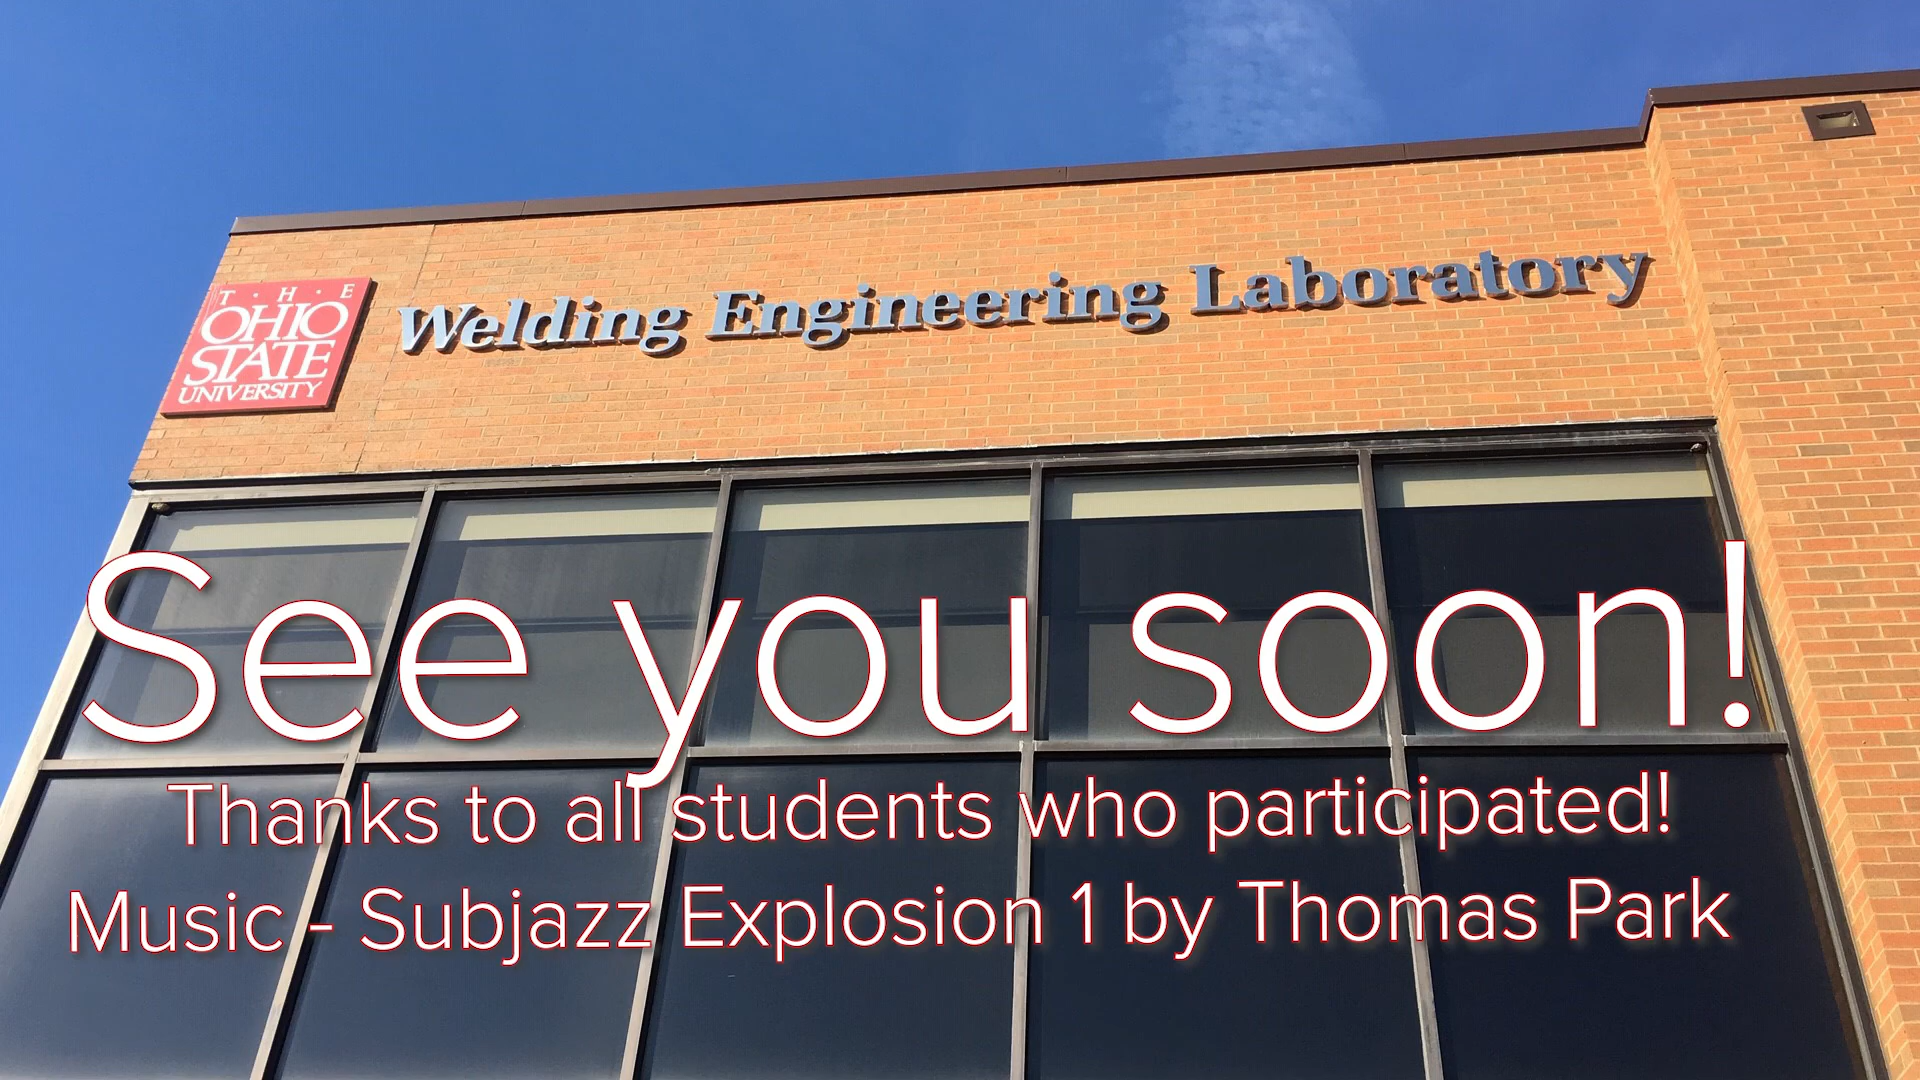 T·H·E
OHIO
STATE
UNIVERSITY
Welding Engineering Laboratory
See you soon!
Thanks to all students who participated!
Music - Subjazz Explosion 1 by Thomas Park